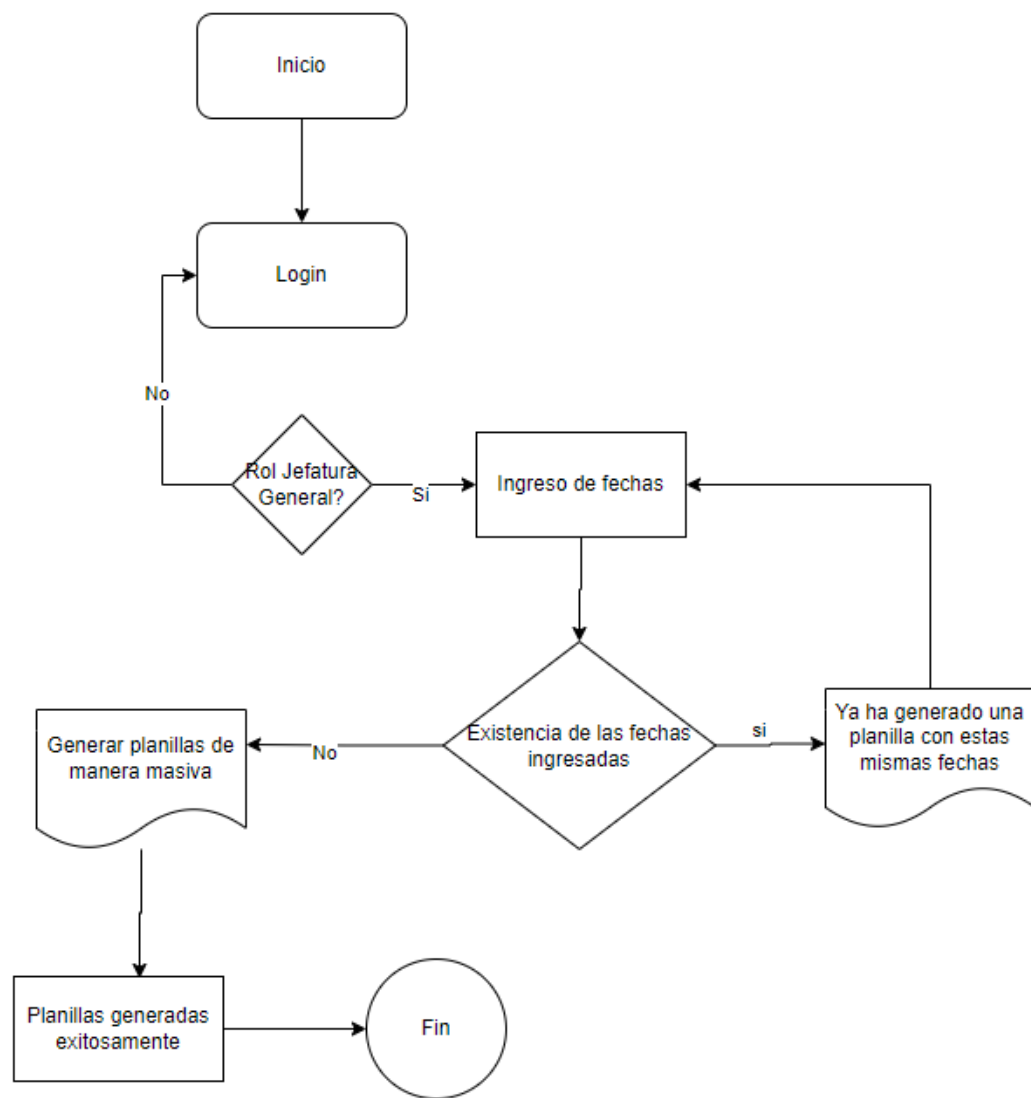 Inicio
Login
No
Rol Jefatura
General?
Si
Ingreso de fechas
Existencia de las fechas
ingresadas
si
Ya ha generado una
planilla con estas
mismas fechas
No
Generar planillas de
manera masiva
Planillas generadas
exitosamente
Fin